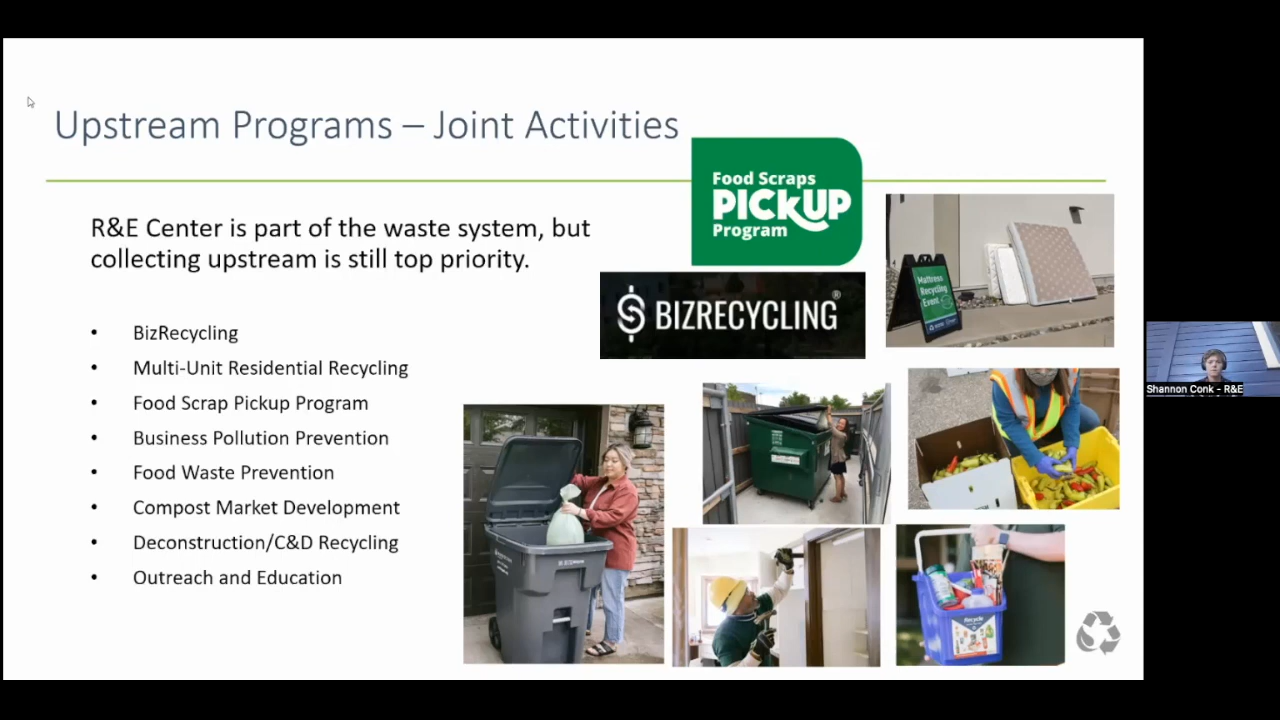 Upstream Programs – Joint Activities
Food Scraps
PICKUP
Program
R&E Center is part of the waste system, but
collecting upstream is still top priority.
BIZRECYCLING®
Mattress
Recycling
Event
• BizRecycling
• Multi-Unit Residential Recycling
• Food Scrap Pickup Program
• Business Pollution Prevention
• Food Waste Prevention
• Compost Market Development
• Deconstruction/C&D Recycling
• Outreach and Education
Recycle
Shannon Conk - R&E